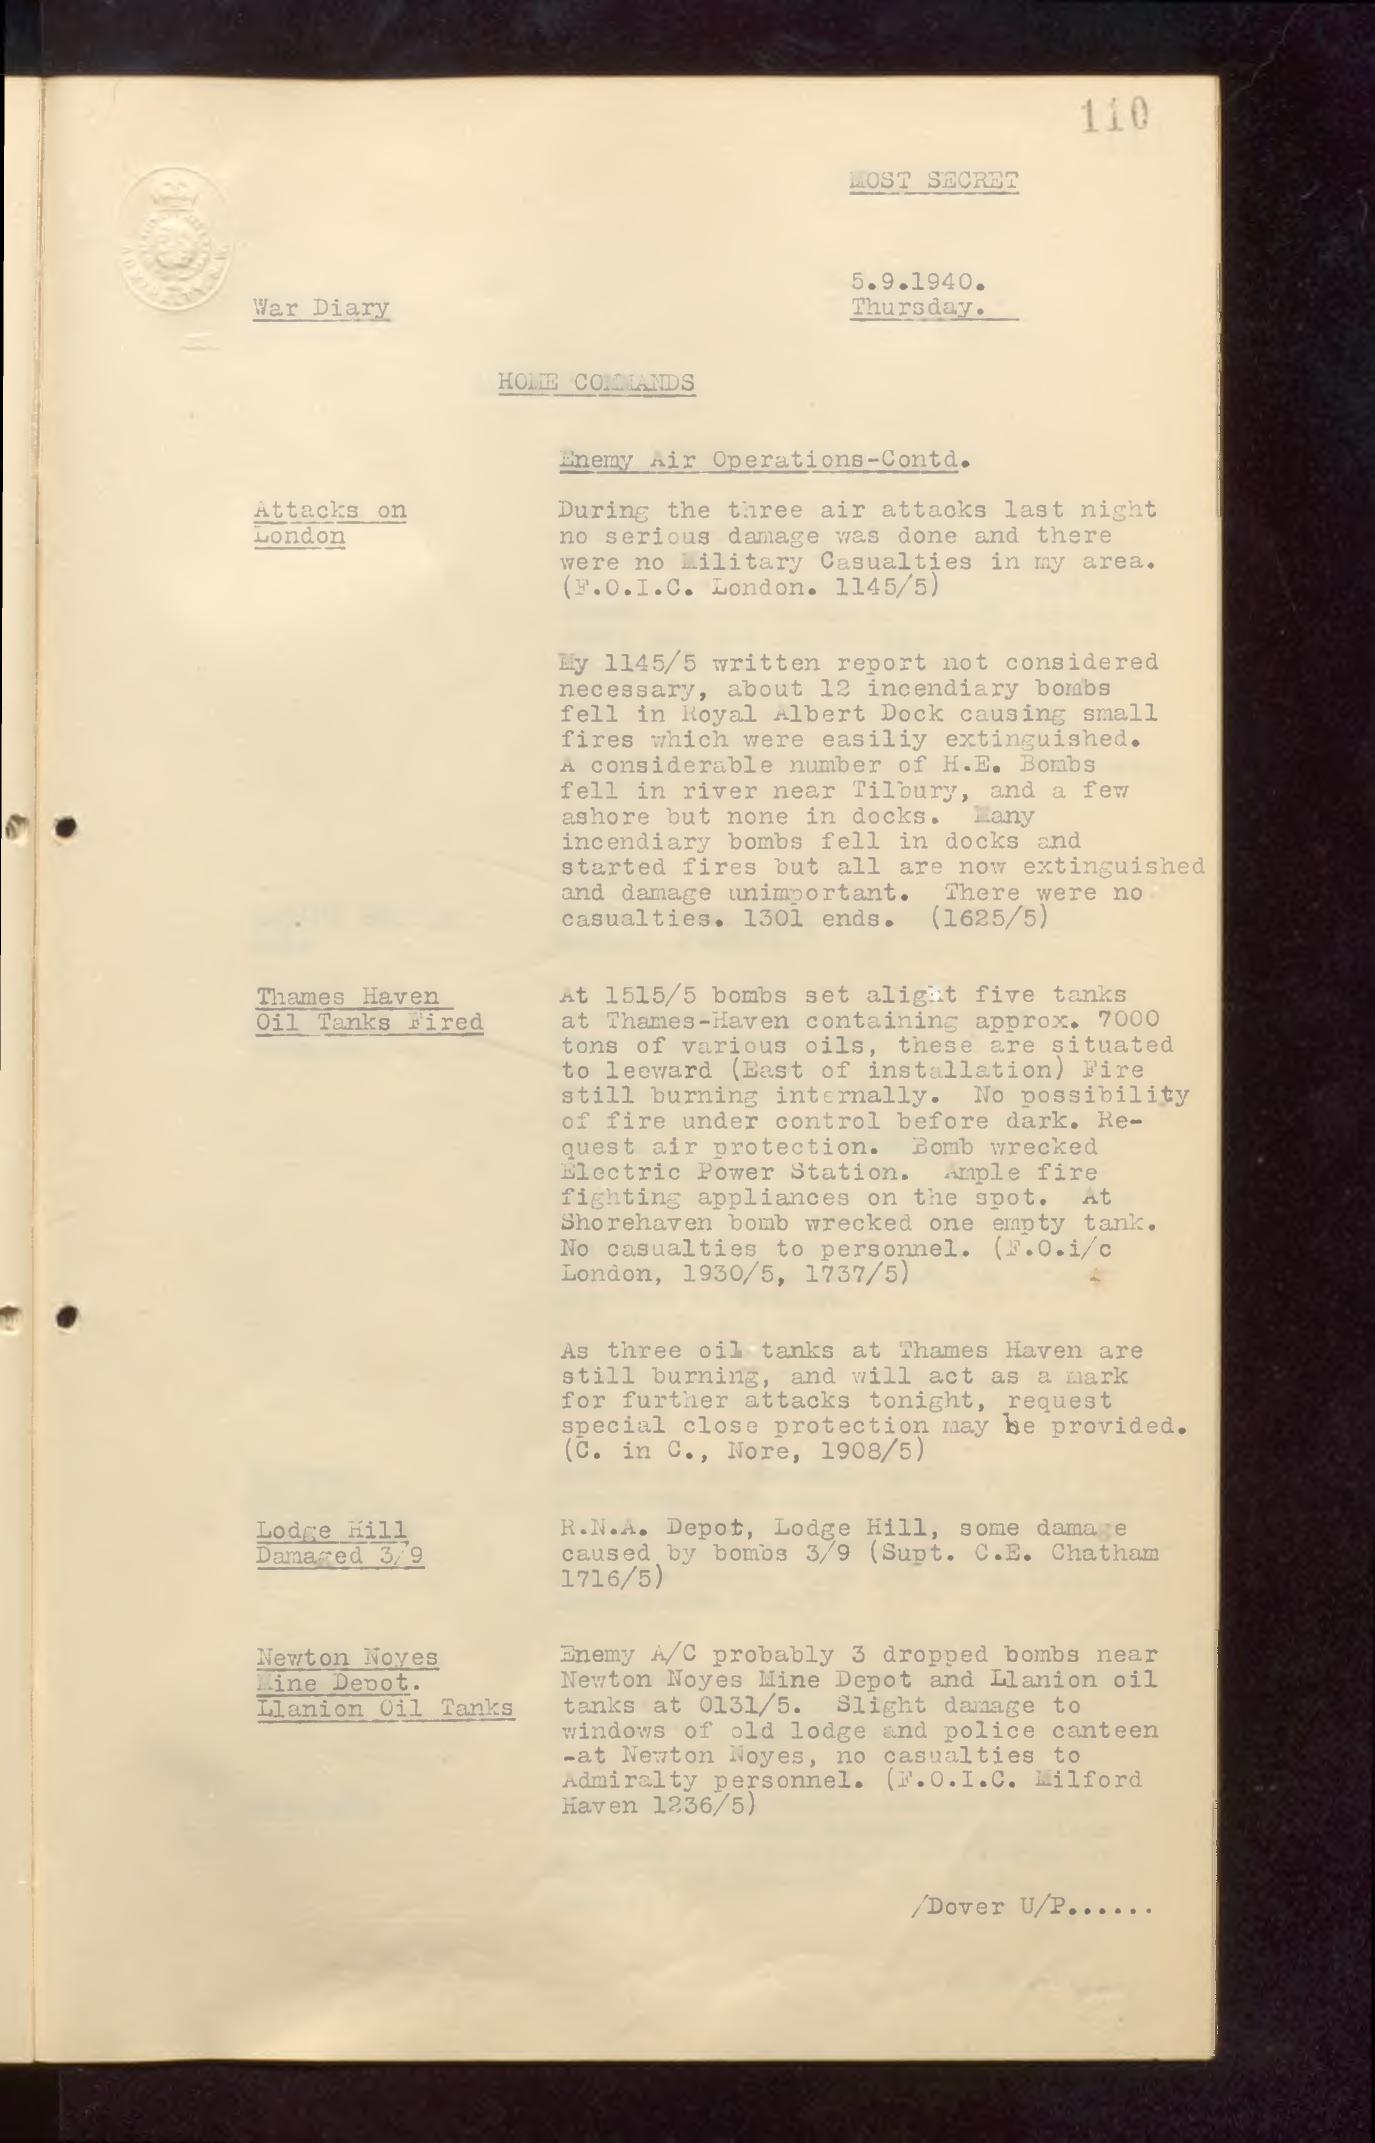 110
MOST SECRET
5.9.1940.
War Diary
Thursday.
HOME COMMANDS
Enemy Air Operations-Contd.
Attacks on
London
During the three air attacks last night
no serious damage was done and there
were no Military Casualties in my area.
(F.O.I.C. London. 1145/5)
My 1145/5 written report not considered
necessary, about 12 incendiary bombs
fell in Royal Albert Dock causing small
fires which were easiliy extinguished.
A considerable number of H.E. Bombs
fell in river near Tilbury, and a few
ashore but none in docks. Many
incendiary bombs fell in docks and
started fires but all are now extinguished
and damage unimportant. There were no
casualties. 1301 ends. (1625/5)
Thames Haven
Oil Tanks Fired
At 1515/5 bombs set alight five tanks
at Thames-Haven containing approx. 7000
tons of various oils, these are situated
to leeward (East of installation) Fire
still burning internally. No possibility
of fire under control before dark. Re-
quest air protection. Bomb wrecked
Electric Power Station. Ample fire
fighting appliances on the spot. At
Shorehaven bomb wrecked one empty tank.
No casualties to personnel. (F.O.i/c
London, 1930/5, 1737/5)
As three oil tanks at Thames Haven are
still burning, and will act as a mark
for further attacks tonight, request
special close protection may be provided.
(C. in C., Nore, 1908/5)
Lodge Hill
Damaged 3/9
R.N.A. Depot, Lodge Hill, some damage
caused by bombs 3/9 (Supt. C.E. Chatham
1716/5)
Newton Noyes
Mine Depot.
Llanion Oil Tanks
Enemy A/C probably 3 dropped bombs near
Newton Noyes Mine Depot and Llanion oil
tanks at 0131/5. Slight damage to
windows of old lodge and police canteen
-at Newton Noyes, no casualties to
Admiralty personnel. (F.O.I.C. Milford
Haven 1236/5)
/Dover U/P......